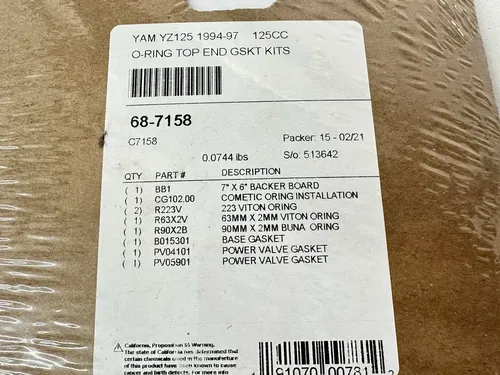 YAM YZ125 1994-97 125CC
O-RING TOP END GSKT KITS
68-7158
C7158 Packer: 15 - 02/21
0.0744 lbs S/o: 513642
QTY PART # DESCRIPTION
( 1) BB1 7" X 6" BACKER BOARD
( 1) CG102.00 COMETIC ORING INSTALLATION
( 2) R223V 223 VITON ORING
( 1) R63X2V 63MM X 2MM VITON ORING
( 1) R90X2B 90MM X 2MM BUNA ORING
( 1) B015301 BASE GASKET
( 1) PV04101 POWER VALVE GASKET
( 1) PV05901 POWER VALVE GASKET
California, Proposition 65 Warning.
The state of California has determined that
certain chemicals used in the manufacture
of this product have been known to cause
cancer and birth defects. For more
91070 00781 2